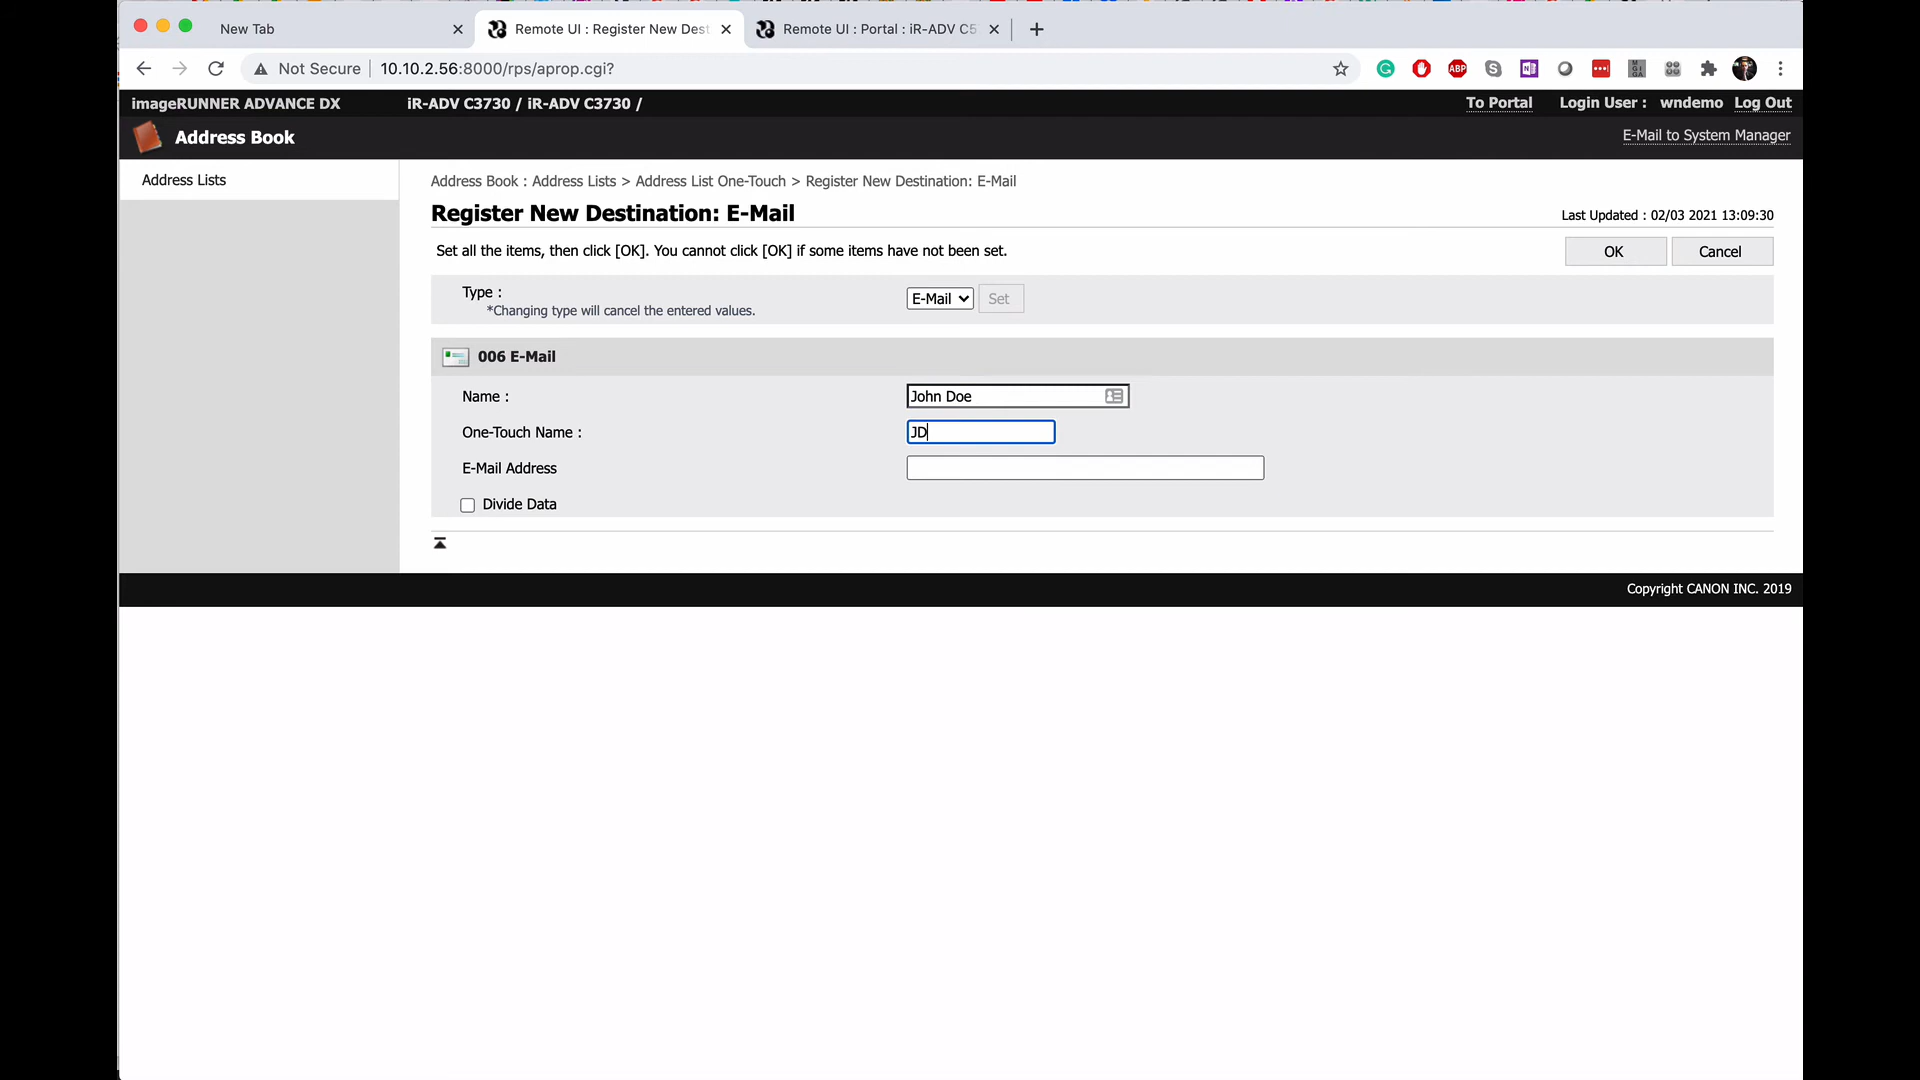 New Tab
Remote UI : Register New Dest
Remote UI : Portal : iR-ADV C5
Not Secure
10.10.2.56:8000/rps/aprop.cgi?
ABP
imageRUNNER ADVANCE DX
iR-ADV C3730 / iR-ADV C3730 /
To Portal
Login User : wndemo
Log Out
Address Book
E-Mail to System Manager
Address Lists
Address Book : Address Lists > Address List One-Touch > Register New Destination: E-Mail
Register New Destination: E-Mail
Last Updated : 02/03 2021 13:09:30
Set all the items, then click [OK]. You cannot click [OK] if some items have not been set.
OK
Cancel
Type :
E-Mail
Set
*Changing type will cancel the entered values.
006 E-Mail
Name :
John Doe
One-Touch Name :
JD
E-Mail Address
Divide Data
Copyright CANON INC. 2019